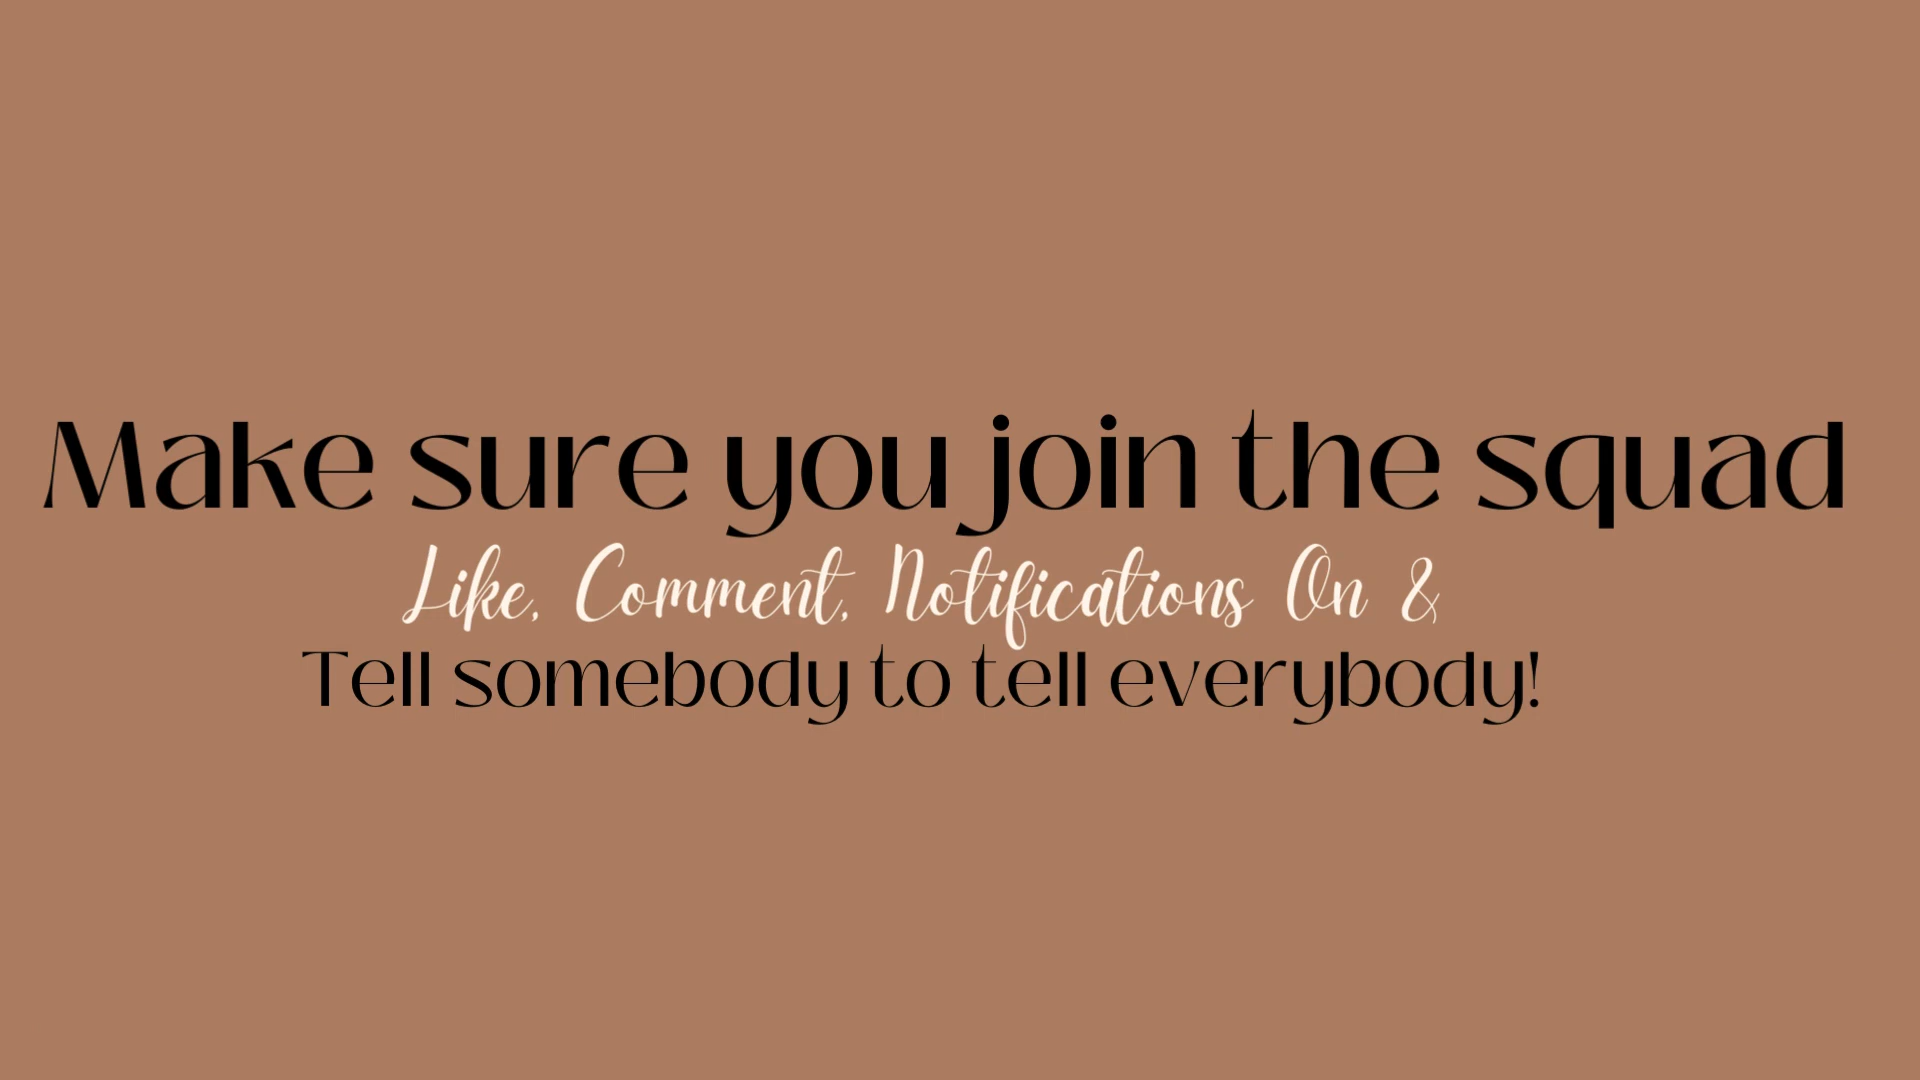 Make sure you join the squad
Like, Comment, Notifications On &
Tell somebody to tell everybody!